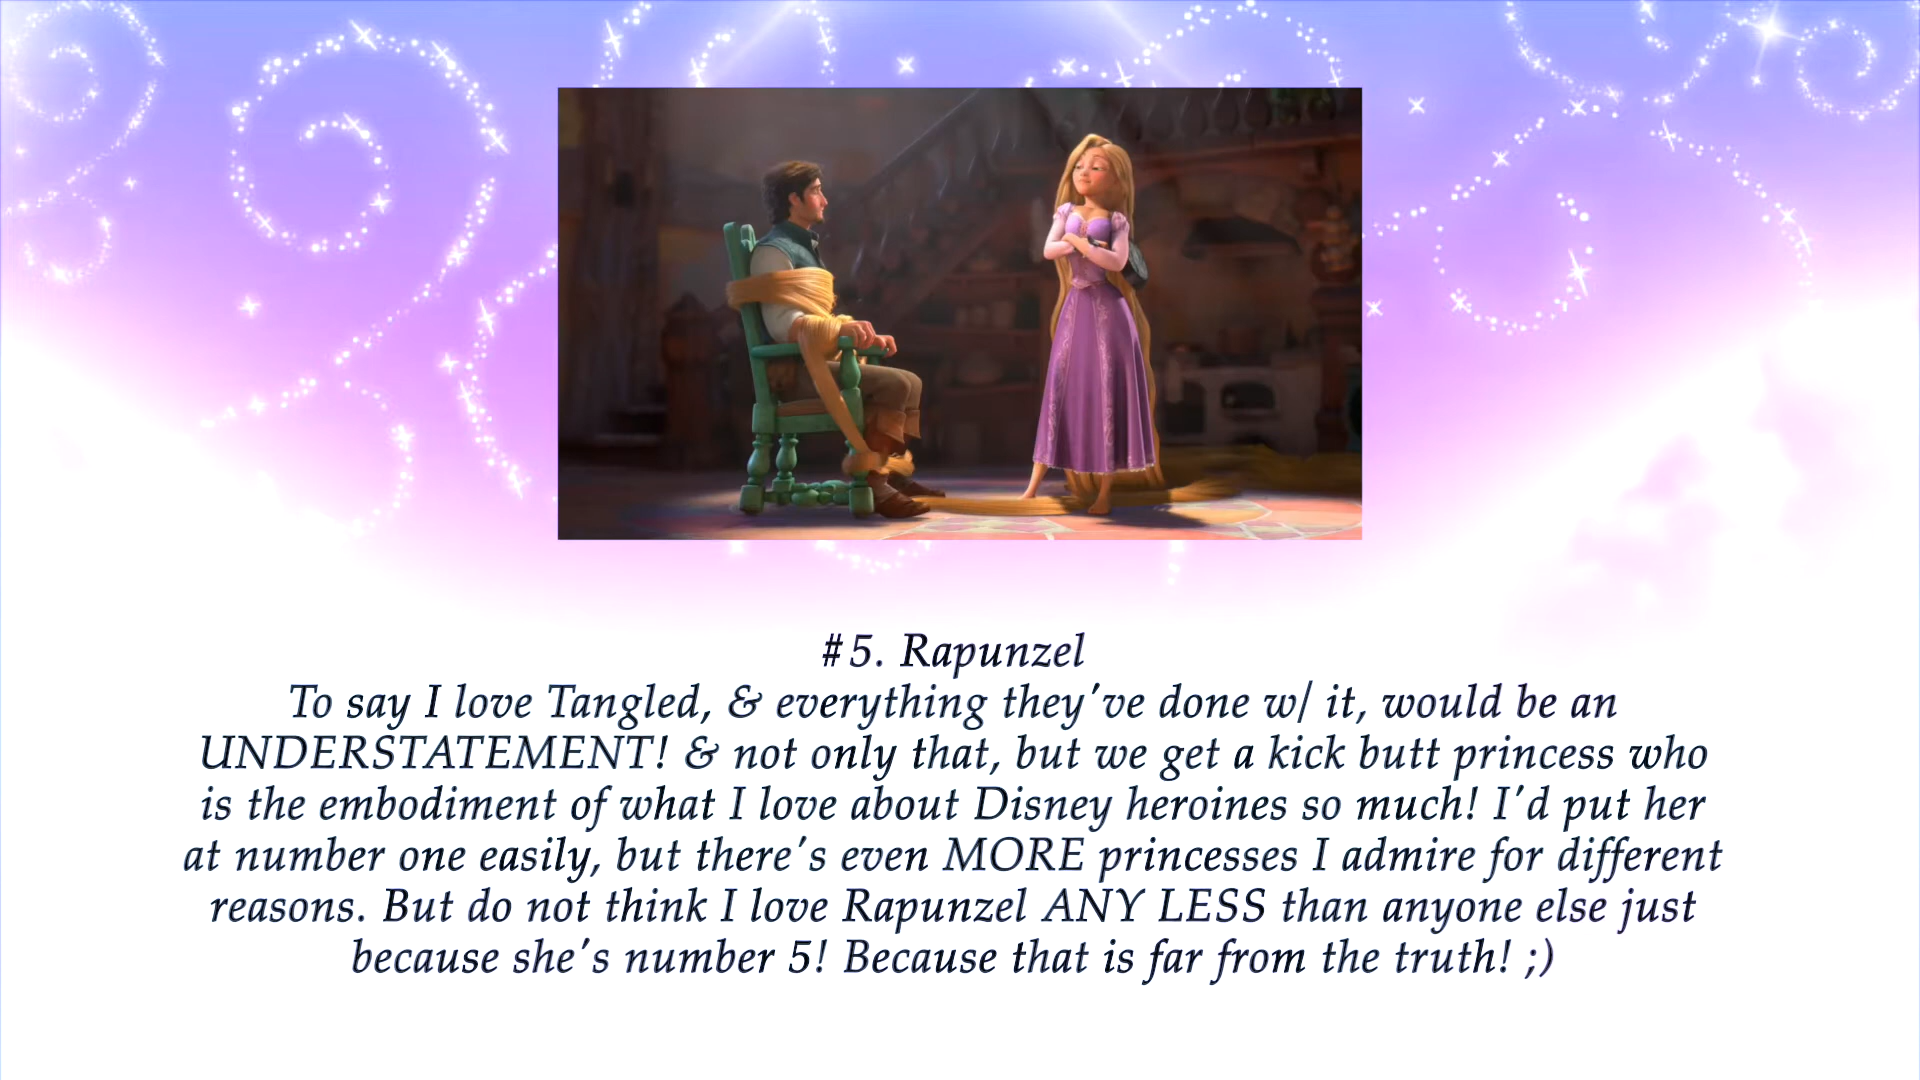 #5. Rapunzel
To say I love Tangled, & everything they've done w/ it, would be an
UNDERSTATEMENT! & not only that, but we get a kick butt princess who
is the embodiment of what I love about Disney heroines so much! I'd put her
at number one easily, but there's even MORE princesses I admire for different
reasons. But do not think I love Rapunzel ANY LESS than anyone else just
because she's number 5! Because that is far from the truth! ;)